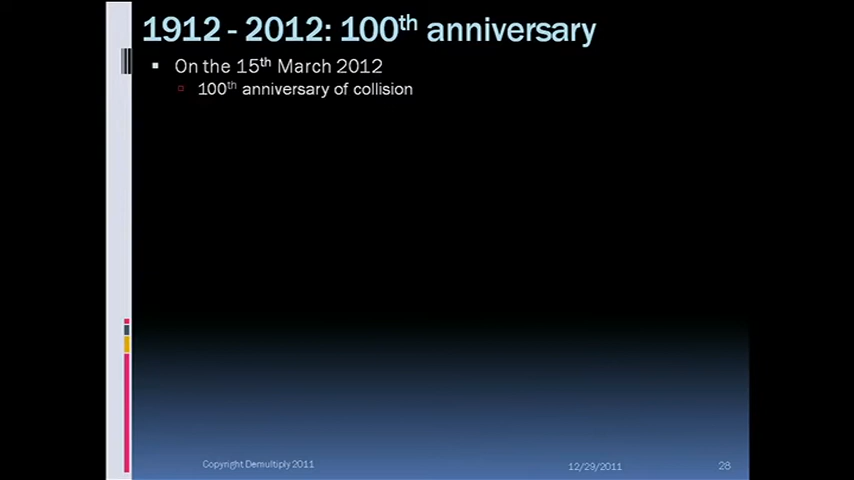 1912 - 2012: 100th anniversary
On the 15th March 2012
100th anniversary of collision
Copyright Demultiply 2011
12/29/2011
28